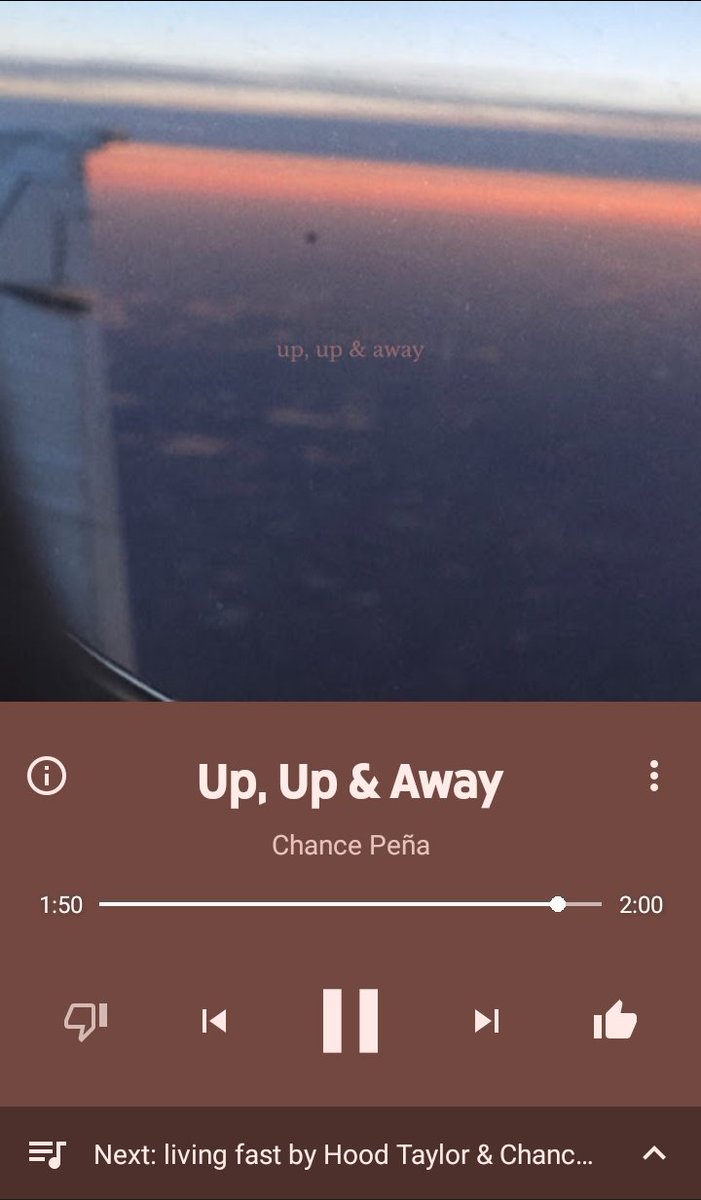 up, up & away
Up, Up & Away
Chance Peña
1:50 2:00
Next: living fast by Hood Taylor & Chanc...